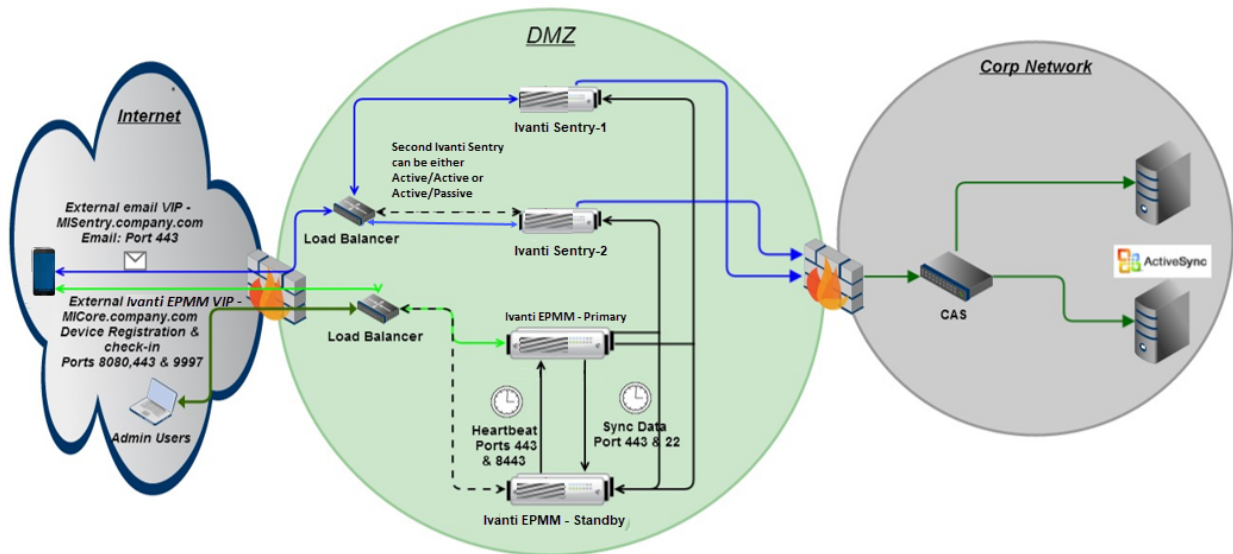 DMZ
Corp Network
Internet
Ivanti Sentry-1
Second Ivanti Sentry
can be either
Active/Active or
Active/Passive
External email VIP -
MISentry.company.com
Email: Port 443
Load Balancer
Ivanti Sentry-2
ActiveSync
External Ivanti EPMM VIP -
MICore.company.com
Device Registration &
check-in
Ports 8080,443 & 9997
Load Balancer
Ivanti EPMM - Primary
CAS
Heartbeat
Ports 443
& 8443
Sync Data
Port 443 & 22
Admin Users
Ivanti EPMM - Standby